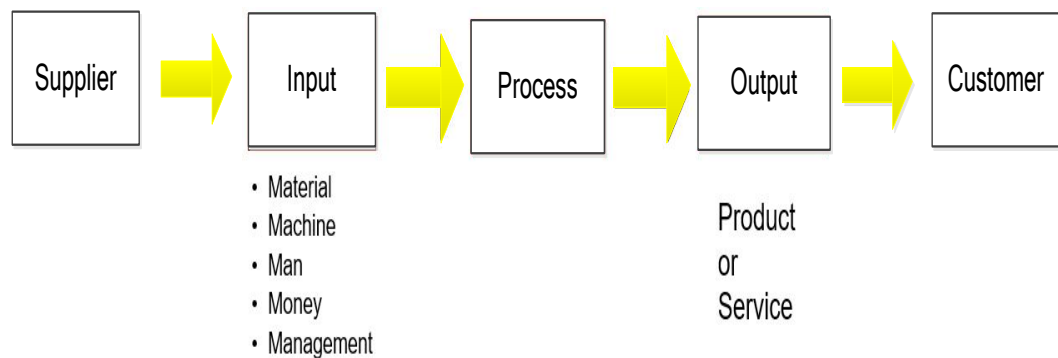 Supplier
Input
Process
Output
Customer
• Material
• Machine
• Man
• Money
• Management
Product
or
Service